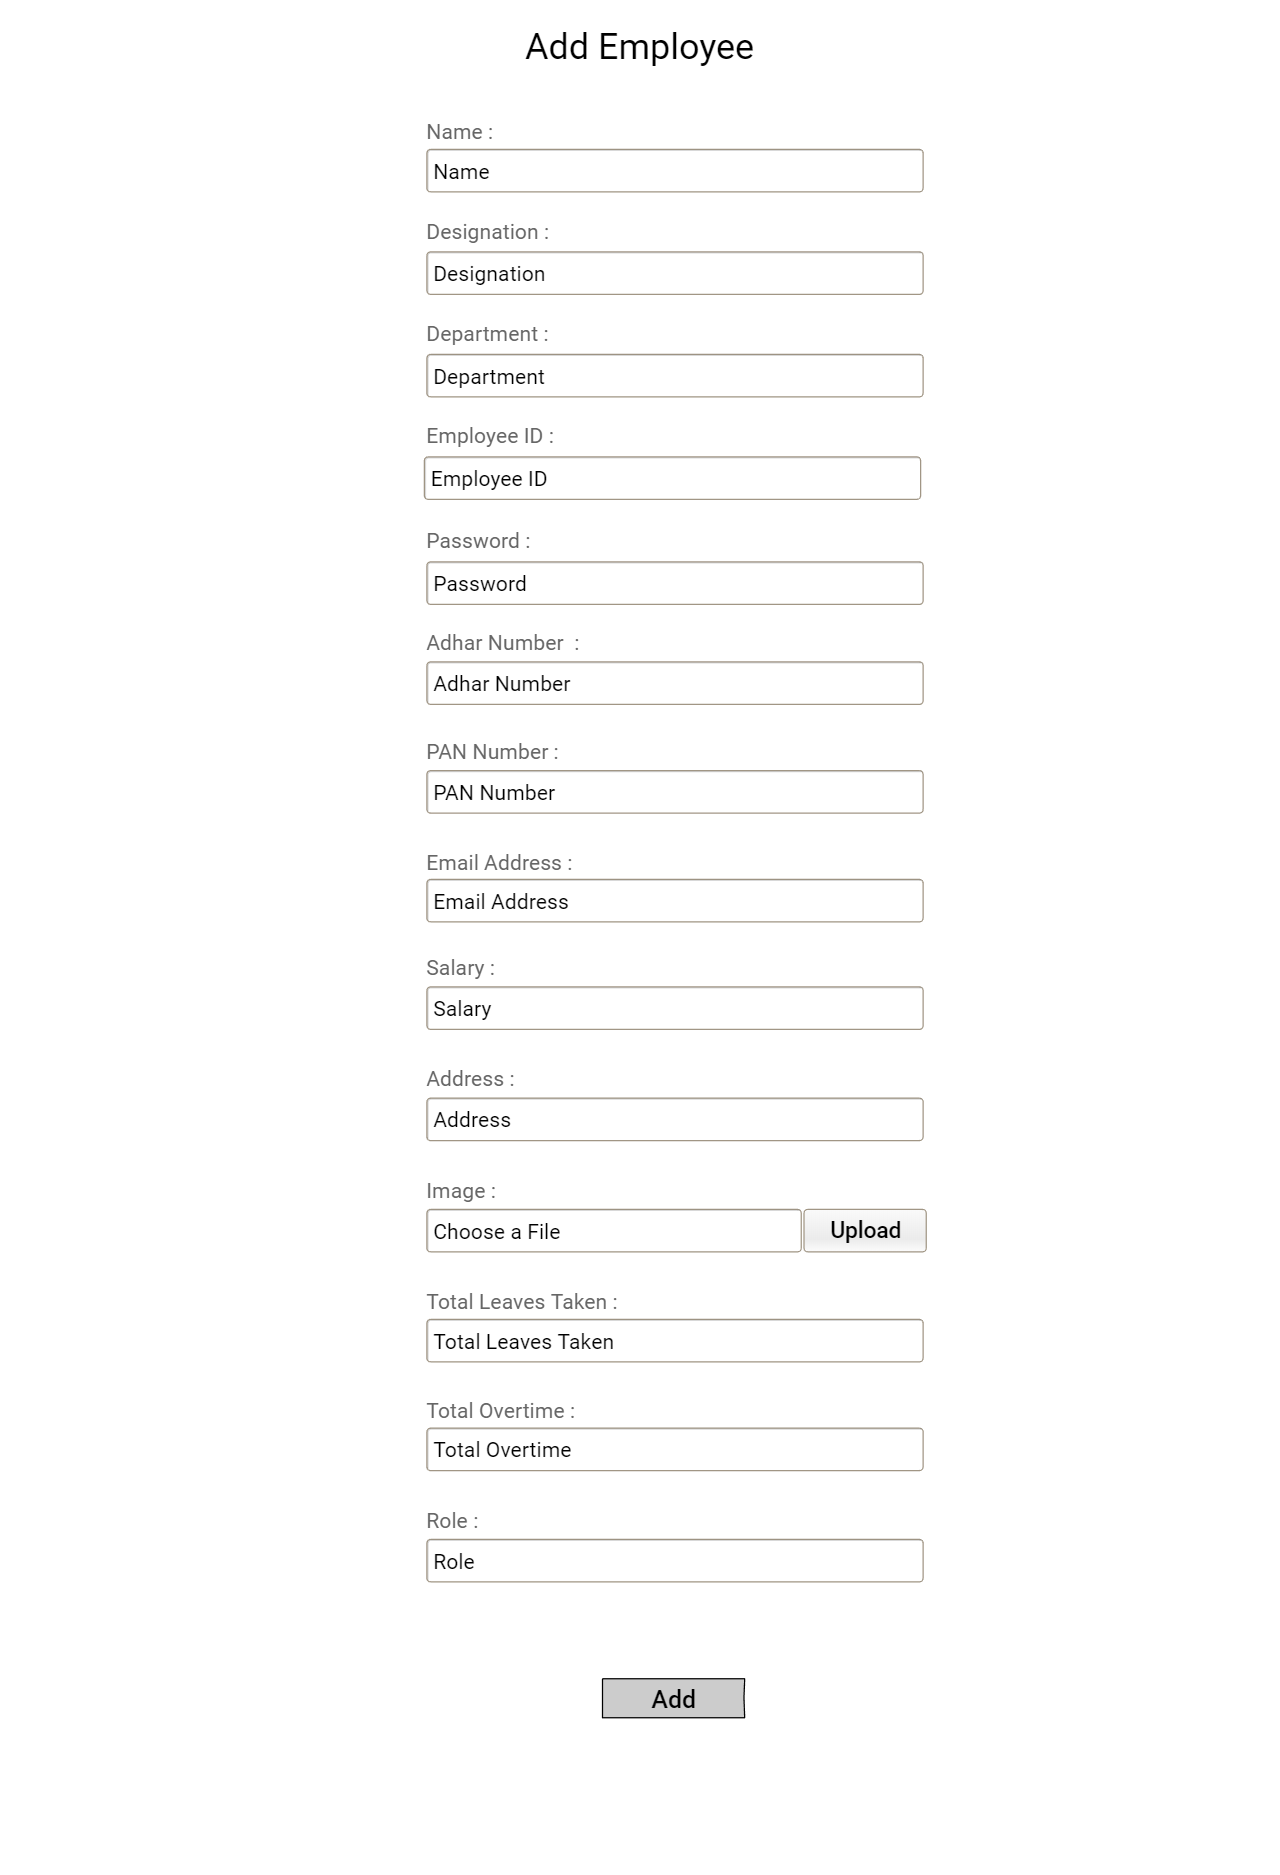 Add Employee
Name :
Name
Designation :
Designation
Department :
Department
Employee ID :
Employee ID
Password :
Password
Adhar Number  :
Adhar Number
PAN Number :
PAN Number
Email Address :
Email Address
Salary :
Salary
Address :
Address
Image :
Choose a File Upload
Total Leaves Taken :
Total Leaves Taken
Total Overtime :
Total Overtime
Role :
Role
Add